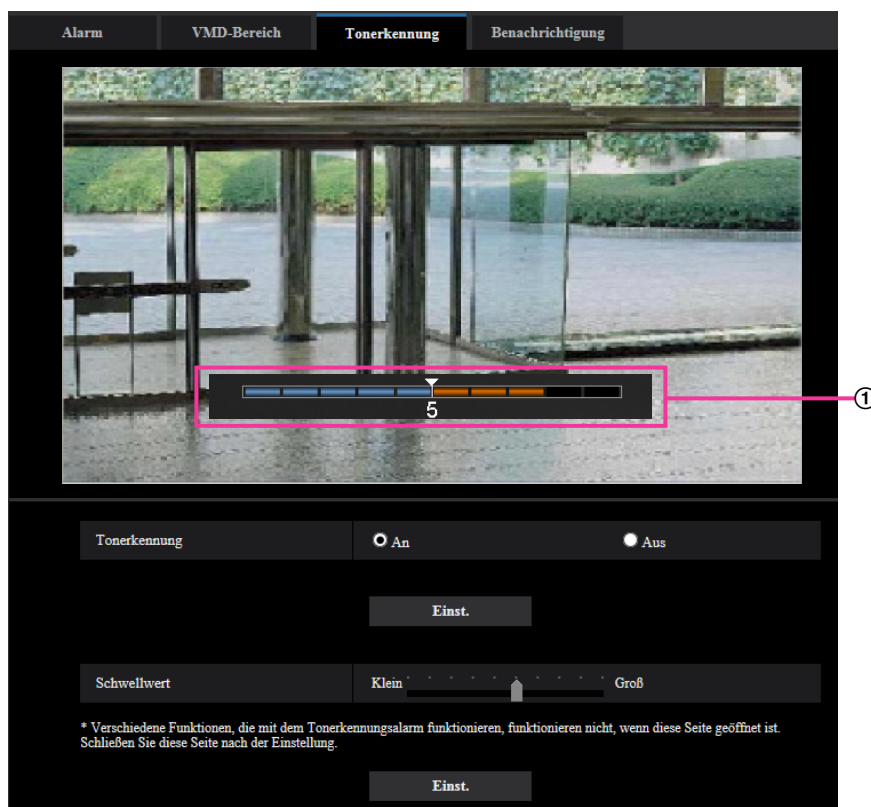 Alarm VMD-Bereich Tonerkennung Benachrichtigung
5
①
Tonerkennung An Aus
Einst.
Schwellwert Klein Groß
* Verschiedene Funktionen, die mit dem Tonerkennungsalarm funktionieren, funktionieren nicht, wenn diese Seite geöffnet ist.
Schließen Sie diese Seite nach der Einstellung.
Einst.